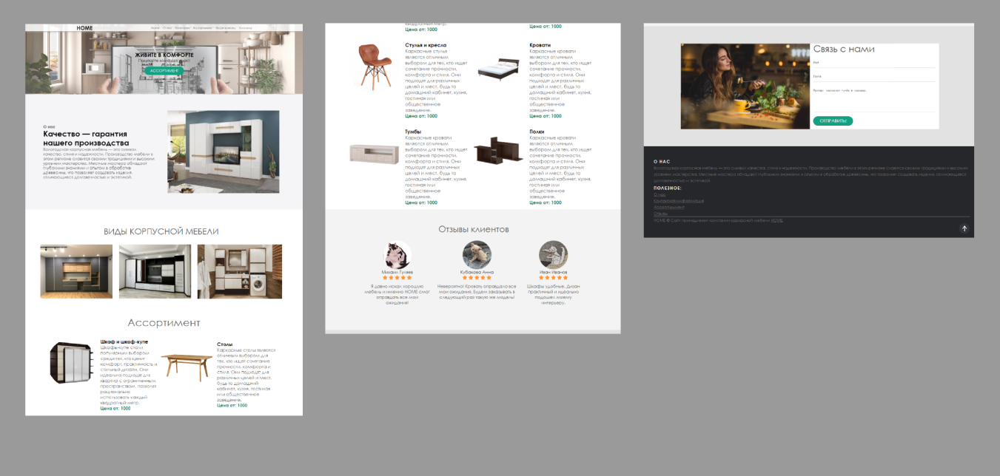 HOME
ЖИВИТЕ В КОМФОРТЕ
АССОРТИМЕНТ
О нас
Качество — гарантия
нашего производства
Вологодская корпусная мебель — это символ
качества, стиля и надежности. Производство мебели в
этом регионе славится своими традициями и высоким
уровнем мастерства. Местные мастера обладают
глубокими знаниями и опытом в обработке
древесины, что позволяет создавать изделия,
отличающиеся долговечностью и эстетикой.
ВИДЫ КОРПУСНОЙ МЕБЕЛИ
Ассортимент
Шкаф и шкаф-купе
Шкафы-купе стали
популярным выбором
среди тех, кто ценит
комфорт, практичность и
стильный дизайн. Они
идеально подходят для
квартир с ограниченным
пространством, позволяя
рационально
использовать каждый
квадратный метр.
Цена от: 1000
Столы
Каркасные столы являются
отличным выбором для
тех, кто ищет сочетание
прочности, комфорта и
стиля. Они подходят для
различных целей и мест,
будь то домашний
кабинет, кухня, гостиная
или общественное
заведение.
Цена от: 1000
квадратный метр.
Цена от: 1000
Цена от: 1000
Стулья и кресла
Каркасные стулья
являются отличным
выбором для тех, кто ищет
сочетание прочности,
комфорта и стиля. Они
подходят для различных
целей и мест, будь то
домашний кабинет, кухня,
гостиная или
общественное
заведение.
Цена от: 1000
Кровати
Каркасные кровати
являются отличным
выбором для тех, кто ищет
сочетание прочности,
комфорта и стиля. Они
подходят для различных
целей и мест, будь то
домашний кабинет, кухня,
гостиная или
общественное
заведение.
Цена от: 1000
Тумбы
Каркасные кровати
являются отличным
выбором для тех, кто ищет
сочетание прочности,
комфорта и стиля. Они
подходят для различных
целей и мест, будь то
домашний кабинет, кухня,
гостиная или
общественное
заведение.
Цена от: 1000
Полки
Каркасные кровати
являются отличным
выбором для тех, кто ищет
сочетание прочности,
комфорта и стиля. Они
подходят для различных
целей и мест, будь то
домашний кабинет, кухня,
гостиная или
общественное
заведение.
Цена от: 1000
Отзывы клиентов
Михаил Гуляев
Я давно искал хорошую
мебель и именно HOME смог
оправдать все мои
ожидания!
Кубакова Анна
Невероятно! Кровать оправдала все
мои ожидания. Будем заказывать в
следующий раз такую же модель!
Иван Иванов
Шкафы удобные. Дизан
практичный и идеально
подошел моему
интерьеру.
Связь с нами
Имя
Почта
ОТПРАВИТЬ!
О НАС
Вологодская корпусная мебель — это символ качества, стиля и надежности. Производство мебели в этом регионе славится своими традициями и высоким
уровнем мастерства. Местные мастера обладают глубокими знаниями и опытом в обработке древесины, что позволяет создавать изделия, отличающиеся
долговечностью и эстетикой.
ПОЛЕЗНОЕ:
О нас
Контактная информация
Ассортимент
Отзывы
HOME © Сайт принадлежит компании корпусной мебели HOME